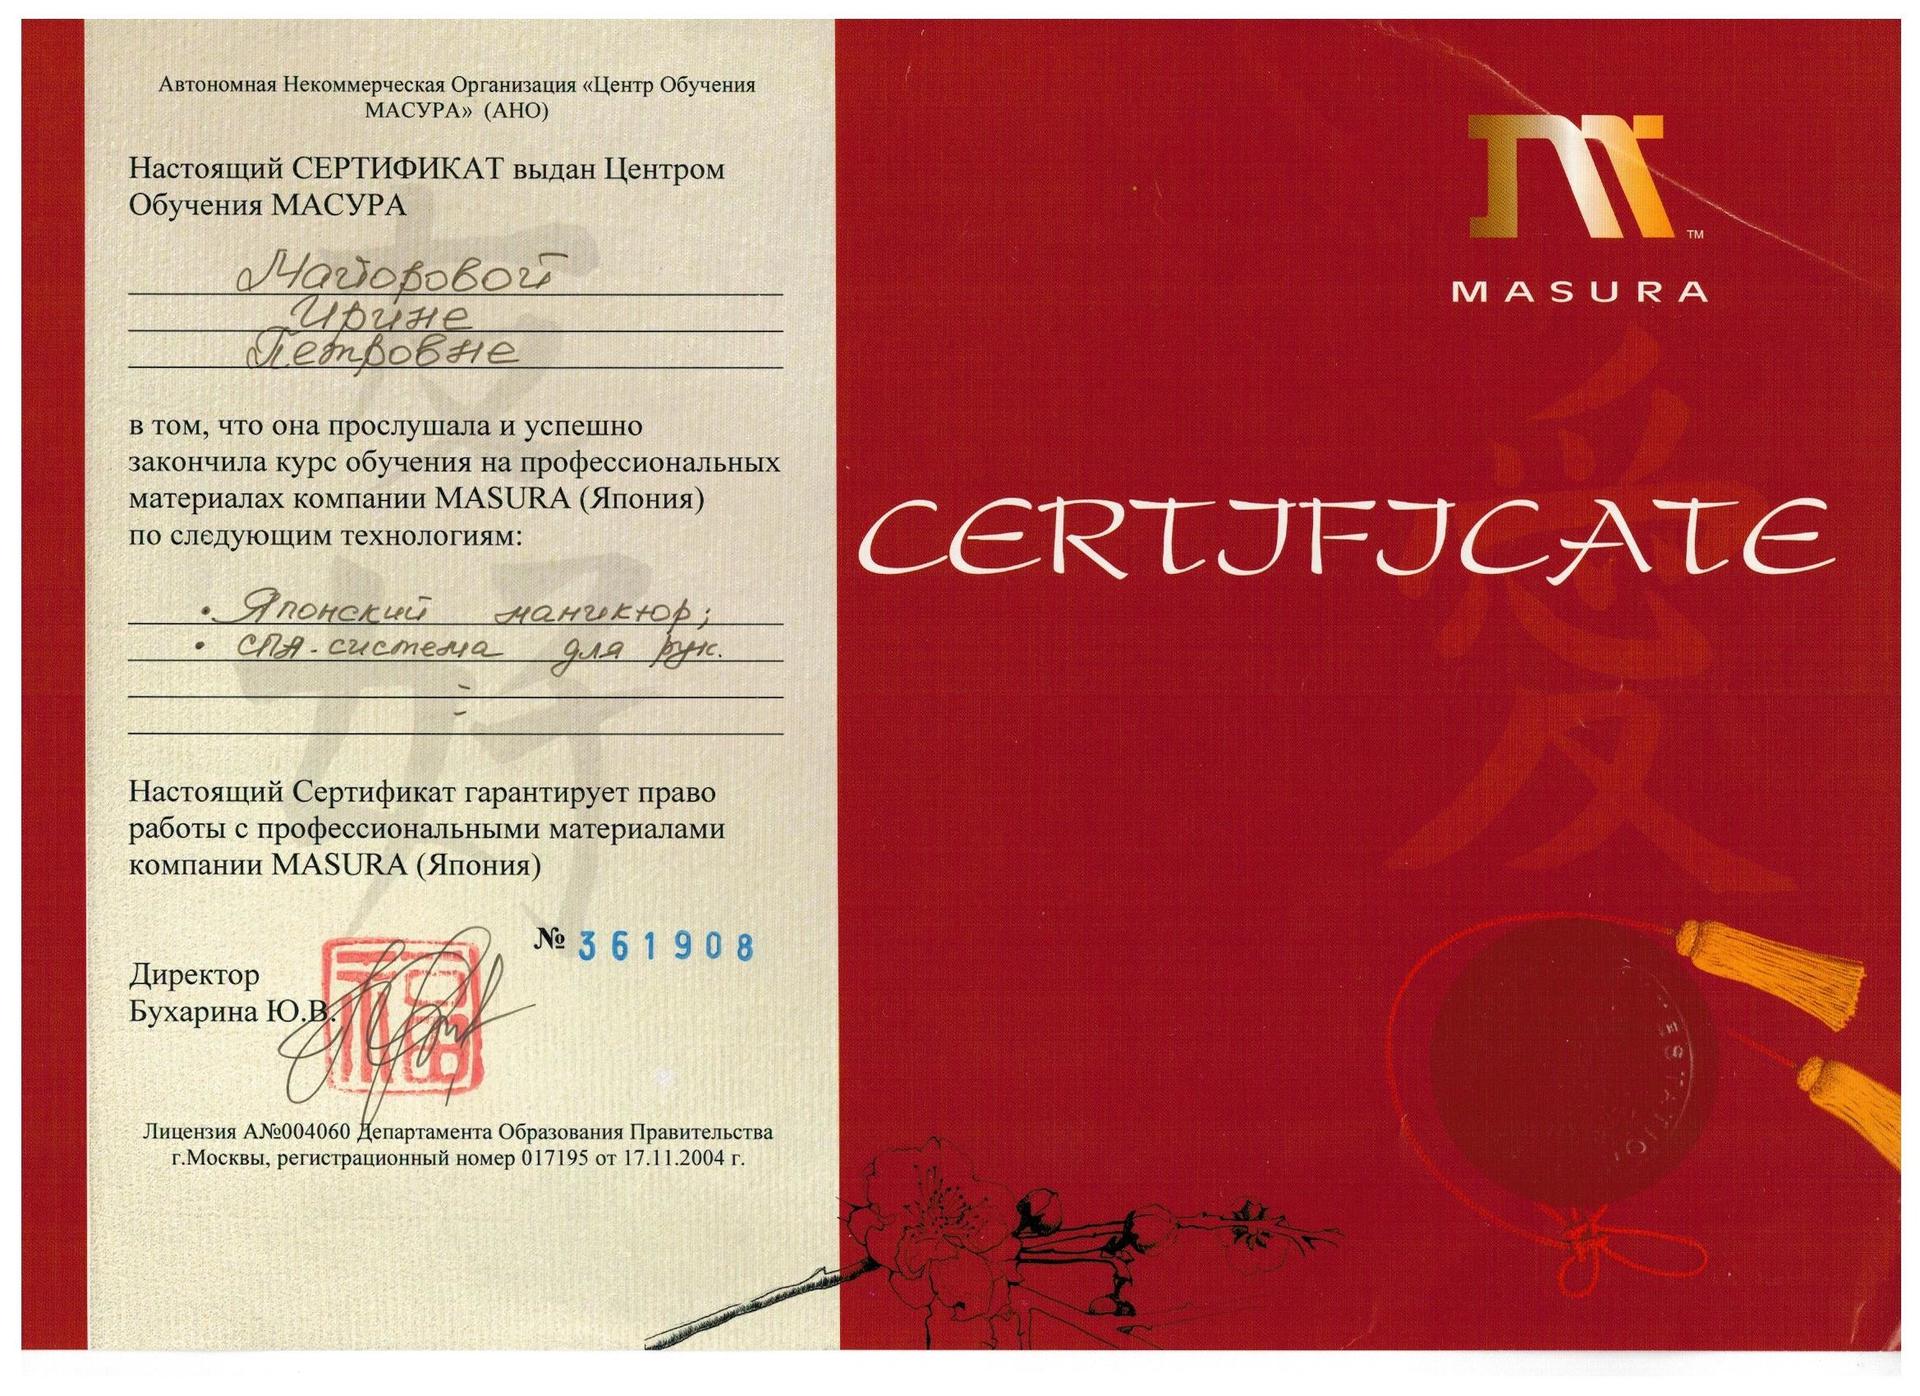 Автономная Некоммерческая Организация «Центр Обучения
МАСУРА» (АНО)
Настоящий СЕРТИФИКАТ выдан Центром
Обучения МАСУРА
Майоровой
Ирине
Петровне
в том, что она прослушала и успешно
закончила курс обучения на профессиональных
материалах компании MASURA (Япония)
по следующим технологиям:
• Японский маникюр;
• СПА-система для рук.
Настоящий Сертификат гарантирует право
работы с профессиональными материалами
компании MASURA (Япония)
№ 361908
Директор
Бухарина Ю.В.
福
Лицензия А№004060 Департамента Образования Правительства
г.Москвы, регистрационный номер 017195 от 17.11.2004 г.
TM
MASURA
CERTIFICATE
愛